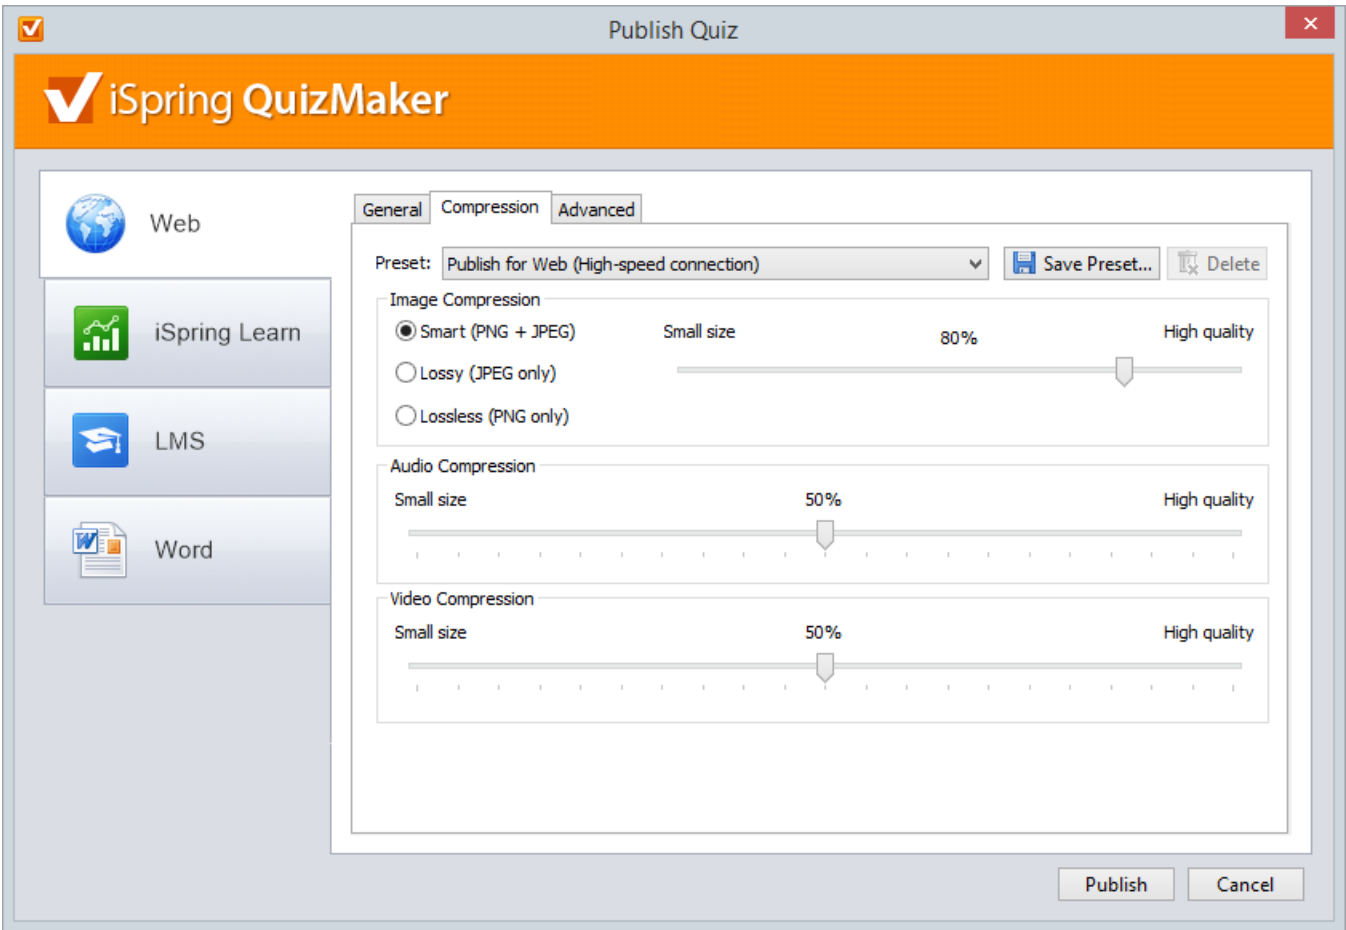 Publish Quiz
iSpring QuizMaker
Web
iSpring Learn
LMS
Word
General Compression Advanced
Preset: Publish for Web (High-speed connection) Save Preset... Delete
Image Compression
Smart (PNG + JPEG) Small size 80% High quality
Lossy (JPEG only)
Lossless (PNG only)
Audio Compression
Small size 50% High quality
Video Compression
Small size 50% High quality
Publish Cancel